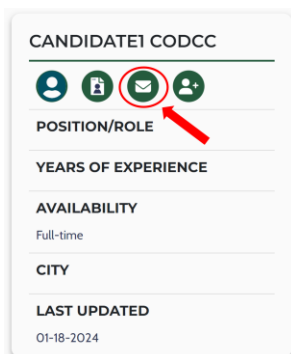 CANDIDATE1 CODCC
POSITION/ROLE
YEARS OF EXPERIENCE
AVAILABILITY
Full-time
CITY
LAST UPDATED
01-18-2024